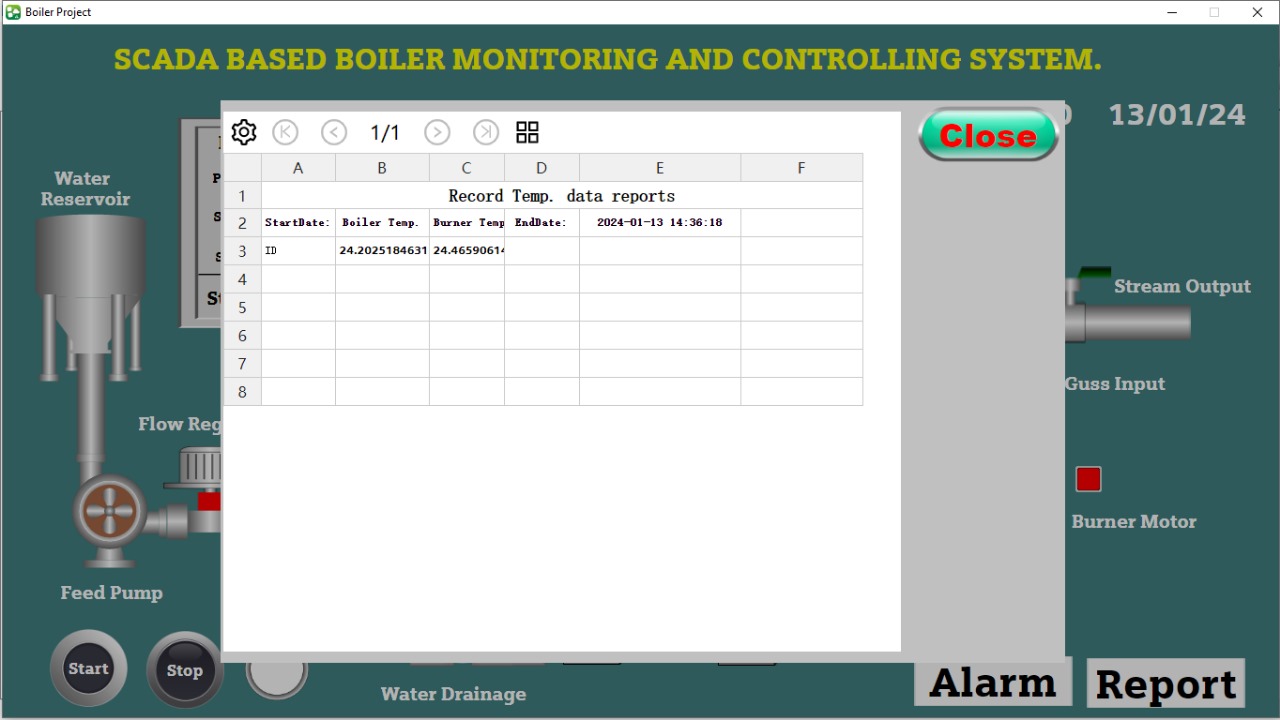 Boiler Project
SCADA BASED BOILER MONITORING AND CONTROLLING SYSTEM.
13/01/24
1/1
Close
A B C D E F
1 Record Temp. data reports
2 StartDate: Boiler Temp. Burner Temp EndDate: 2024-01-13 14:36:18
3 ID 24.2025184631 24.46590614
4
5
6
7
8
Water
Reservoir
Stream Output
Guss Input
Flow Reg
Burner Motor
Feed Pump
Start
Stop
Water Drainage
Alarm
Report